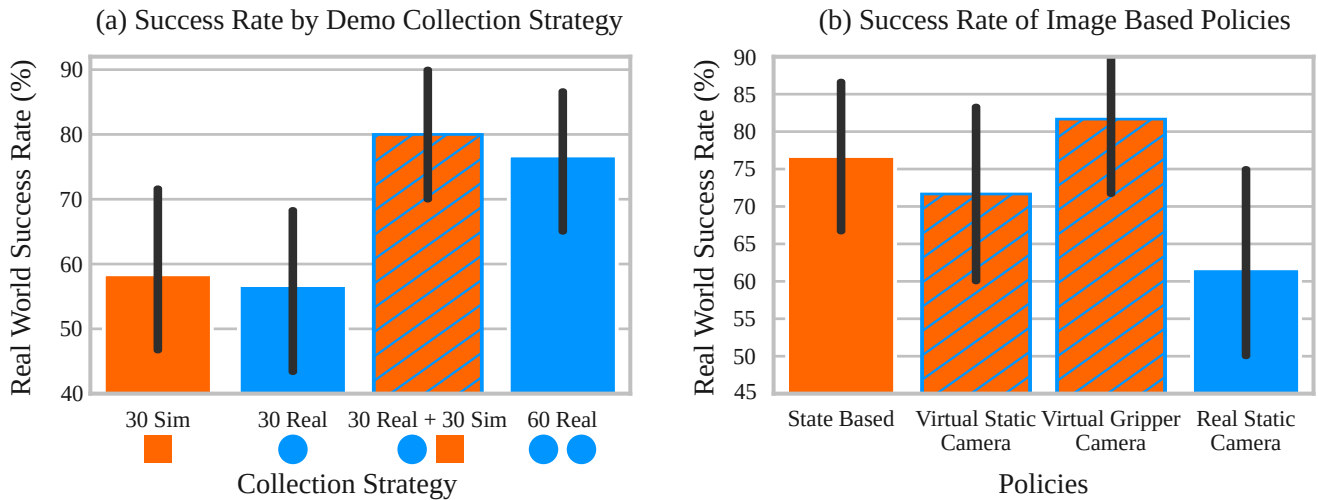 (a) Success Rate by Demo Collection Strategy
Real World Success Rate (%)
90
80
70
60
50
40
30 Sim
30 Real
30 Real + 30 Sim
60 Real
Collection Strategy
(b) Success Rate of Image Based Policies
Real World Success Rate (%)
90
85
80
75
70
65
60
55
50
45
State Based
Virtual Static
Camera
Virtual Gripper
Camera
Real Static
Camera
Policies